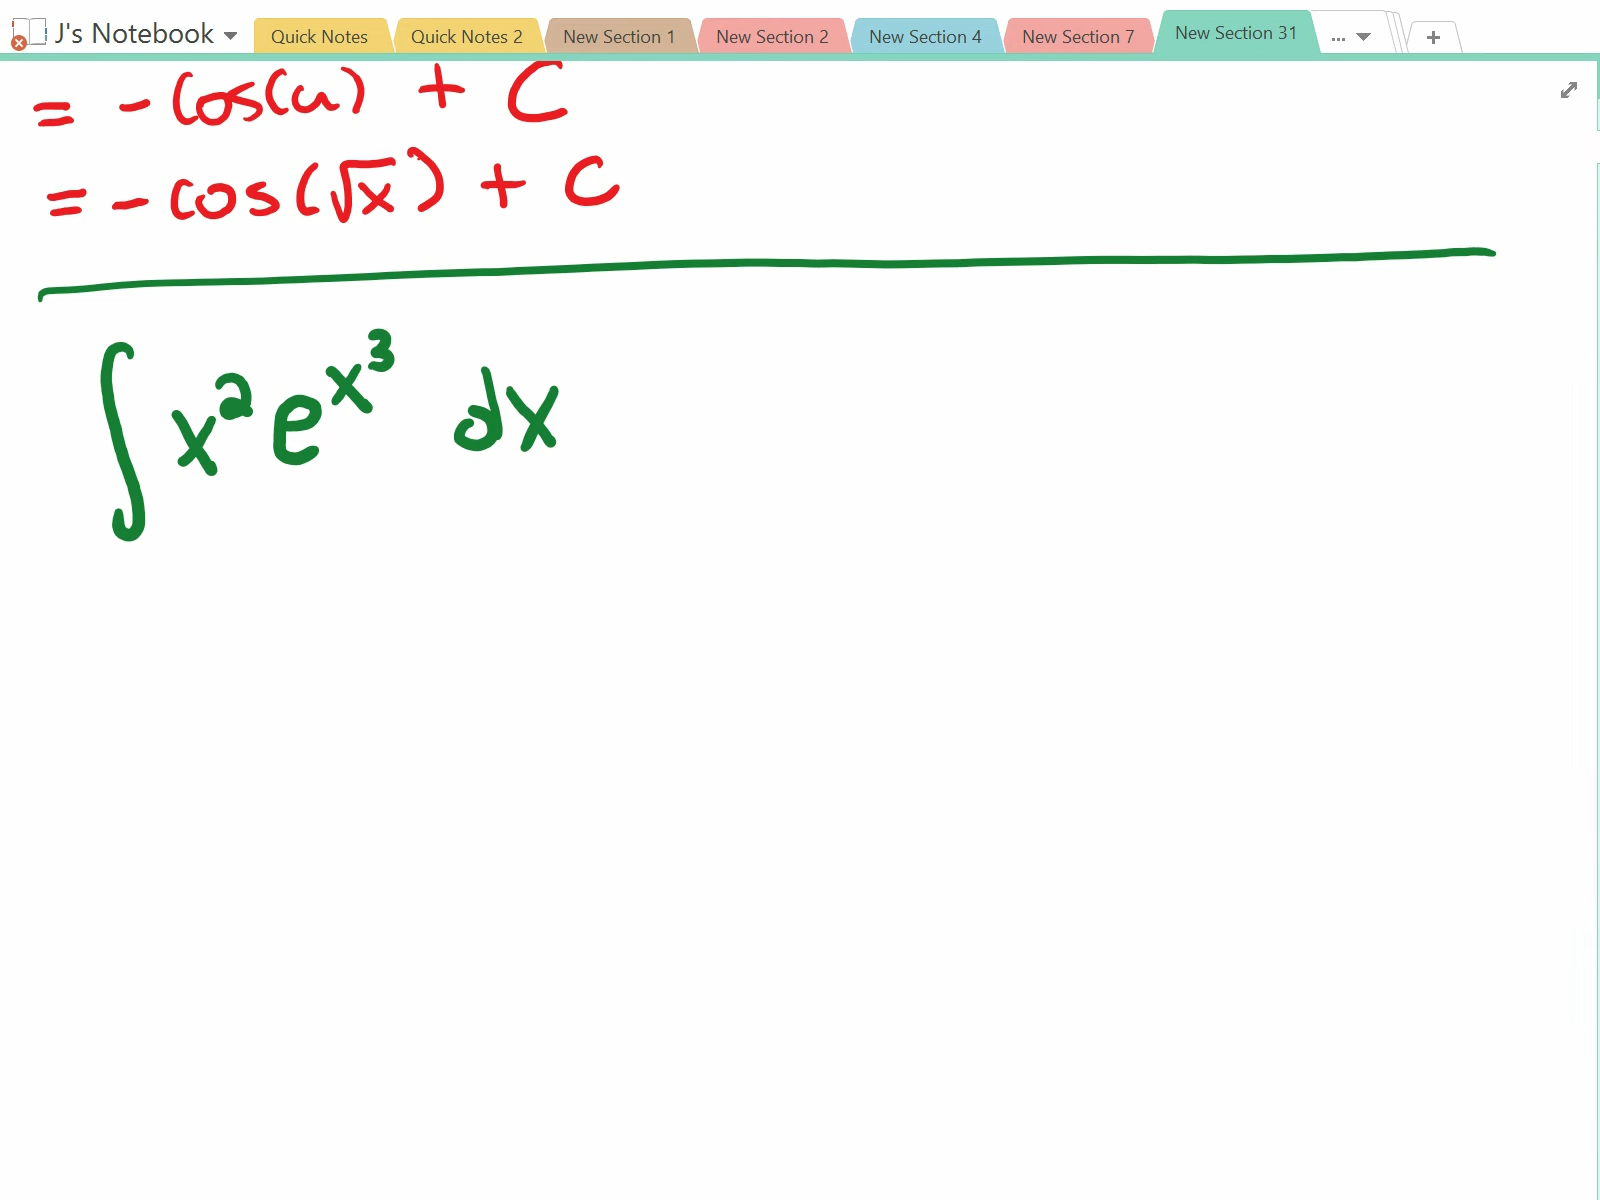 J's Notebook Quick Notes Quick Notes 2 New Section 1 New Section 2 New Section 4 New Section 7 New Section 31 ... +
= - cos(u) + C
= - cos(√x) + C
∫ x² e^x³ dx